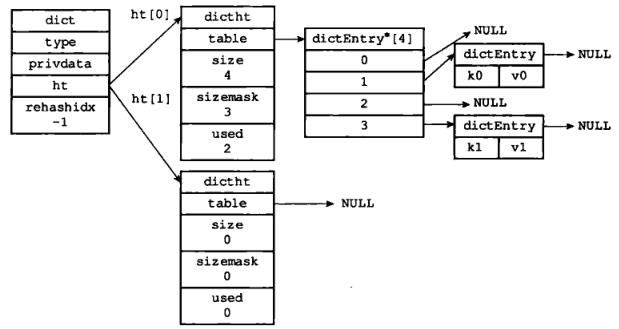 dict
type
privdata
ht
rehashidx
-1
ht[0]
ht[1]
dictht
table
size
4
sizemask
3
used
2
dictht
table
size
0
sizemask
0
used
0
NULL
dictEntry*[4]
0
1
2
3
NULL
dictEntry
k0 v0
NULL
NULL
dictEntry
k1 v1
NULL